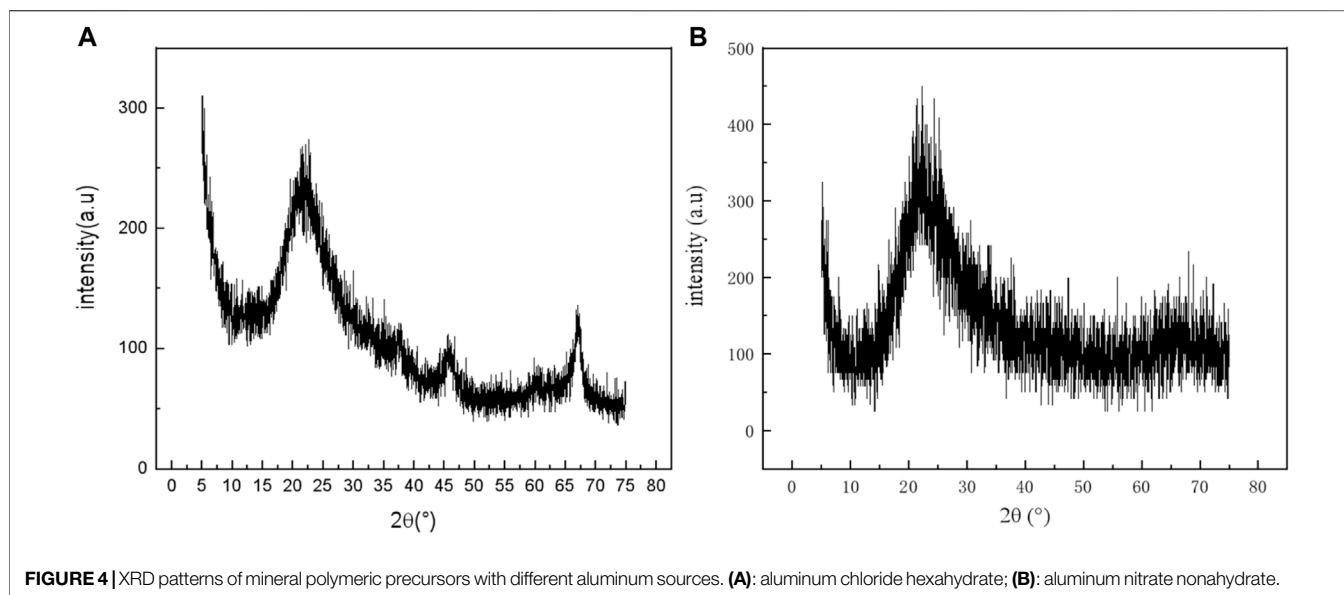 A
300
200
100
0
intensity(a.u)
0 5 10 15 20 25 30 35 40 45 50 55 60 65 70 75 80
2θ(°)
B
500
400
300
200
100
0
intensity (a.u)
0 10 20 30 40 50 60 70 80
2θ (°)
FIGURE 4 | XRD patterns of mineral polymeric precursors with different aluminum sources. (A): aluminum chloride hexahydrate; (B): aluminum nitrate nonahydrate.